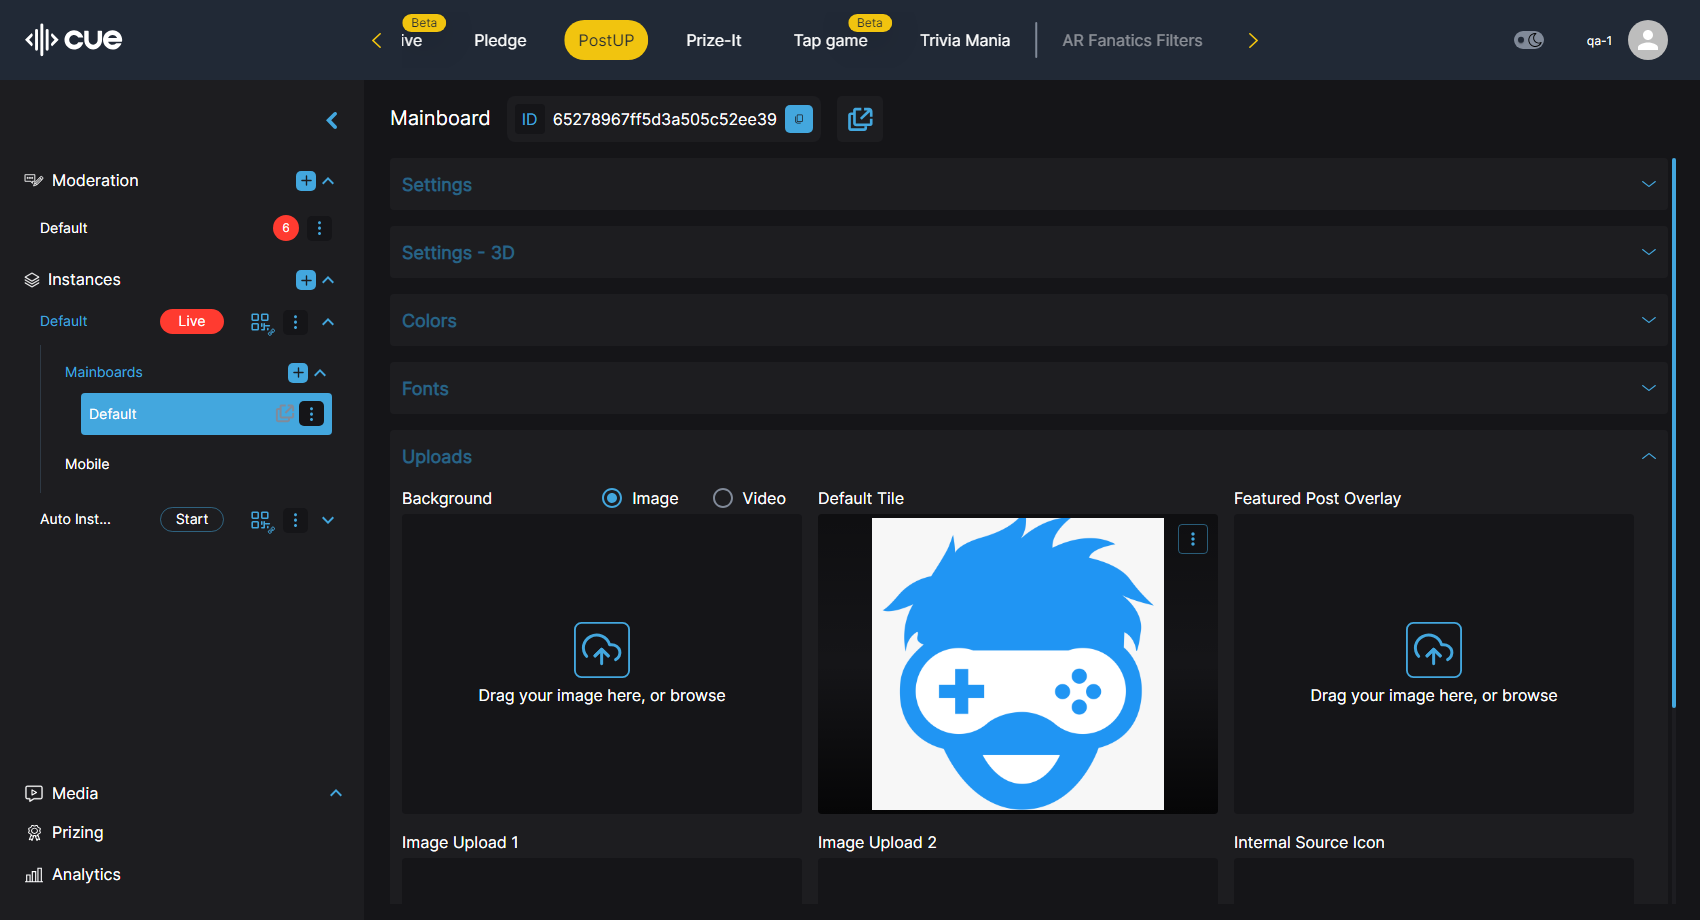 cue
Beta
ive
Pledge
PostUP
Prize-It
Beta
Tap game
Trivia Mania
AR Fanatics Filters
qa-1
Moderation
Default
6
Instances
Default
Live
Mainboards
Default
Mobile
Auto Inst...
Start
Media
Prizing
Analytics
Mainboard
ID 65278967ff5d3a505c52ee39
Settings
Settings - 3D
Colors
Fonts
Uploads
Background
Image
Video
Default Tile
Featured Post Overlay
Drag your image here, or browse
Drag your image here, or browse
Image Upload 1
Image Upload 2
Internal Source Icon